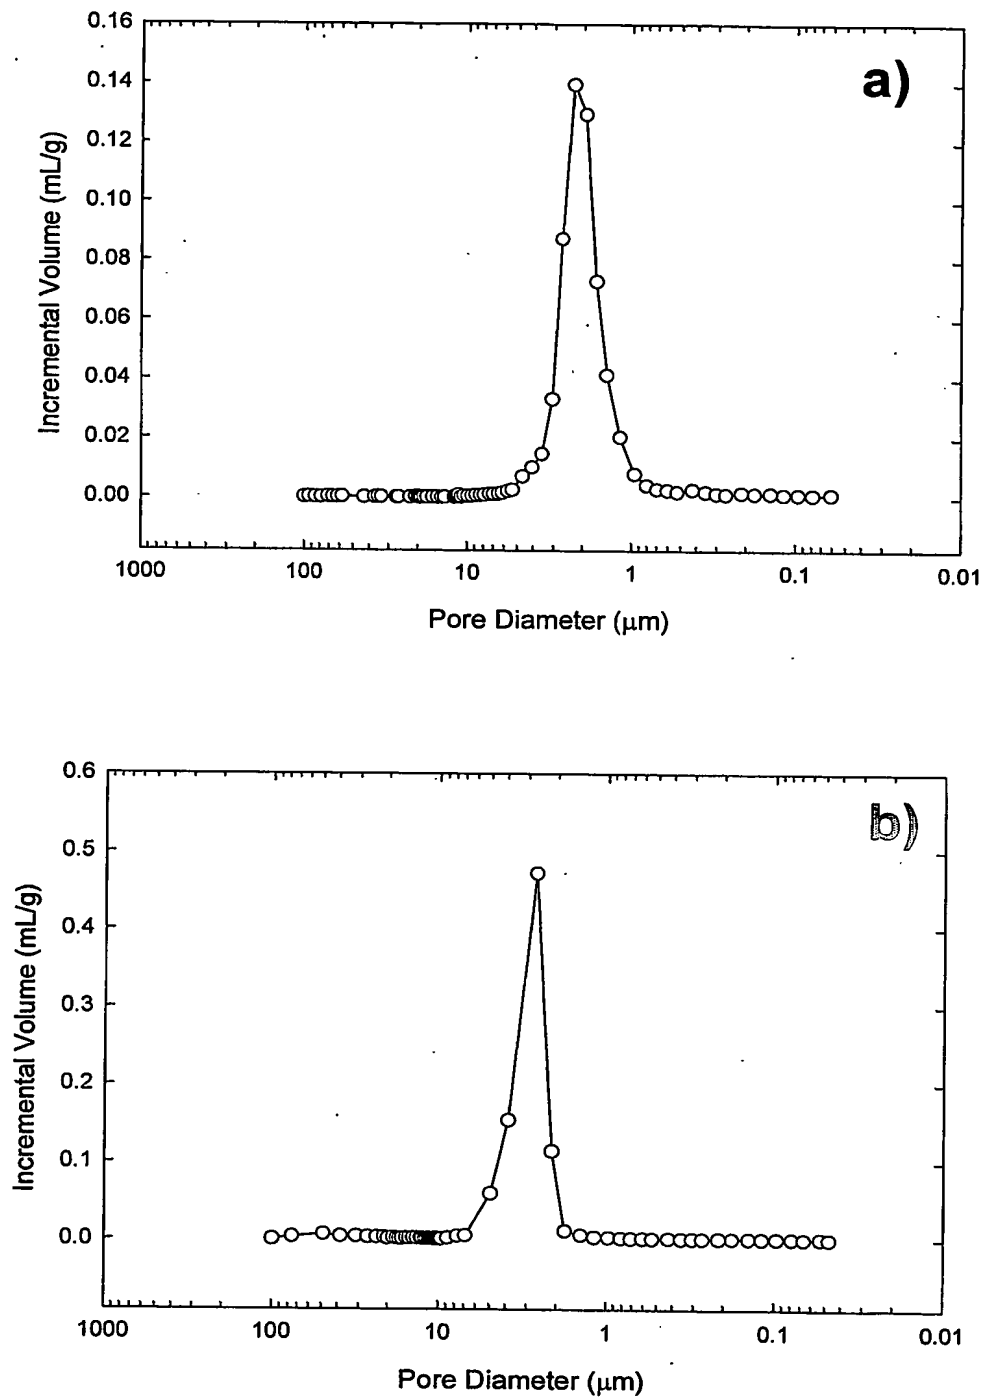 0.16
0.14
0.12
0.10
0.08
0.06
0.04
0.02
0.00
Incremental Volume (mL/g)
a)
1000 100 10 1 0.1 0.01
Pore Diameter (μm)
0.6
0.5
0.4
0.3
0.2
0.1
0.0
Incremental Volume (mL/g)
b)
1000 100 10 1 0.1 0.01
Pore Diameter (μm)